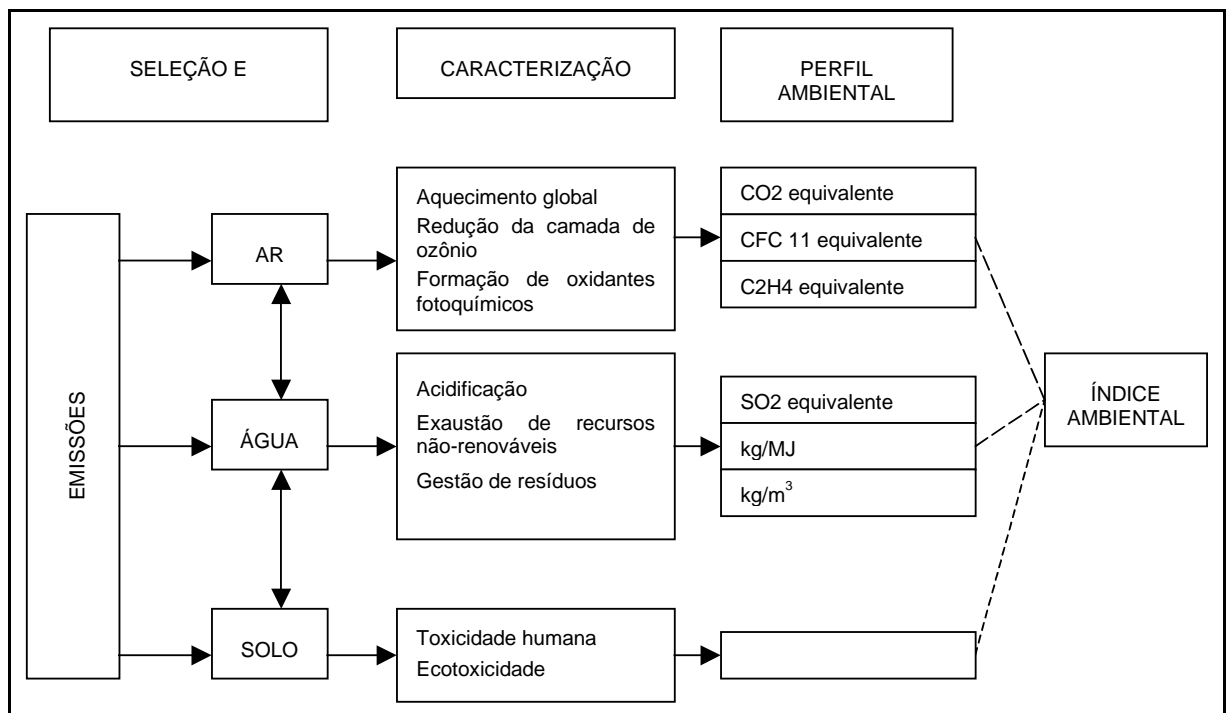 SELEÇÃO E
CARACTERIZAÇÃO
PERFIL
AMBIENTAL
EMISSÕES
AR
Aquecimento global
Redução da camada de
ozônio
Formação de oxidantes
fotoquímicos
CO2 equivalente
CFC 11 equivalente
C2H4 equivalente
ÁGUA
Acidificação
Exaustão de recursos
não-renováveis
Gestão de resíduos
SO2 equivalente
kg/MJ
kg/m³
ÍNDICE
AMBIENTAL
SOLO
Toxicidade humana
Ecotoxicidade